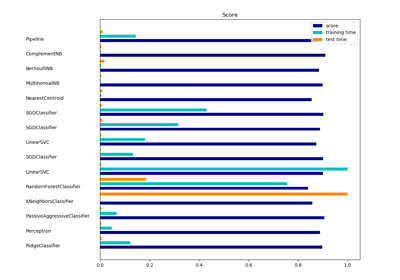 Score
score
training time
test time
Pipeline
ComplementNB
BernoulliNB
MultinomialNB
NearestCentroid
SGDClassifier
SGDClassifier
LinearSVC
SGDClassifier
LinearSVC
RandomForestClassifier
KNeighborsClassifier
PassiveAggressiveClassifier
Perceptron
RidgeClassifier
0.0 0.2 0.4 0.6 0.8 1.0